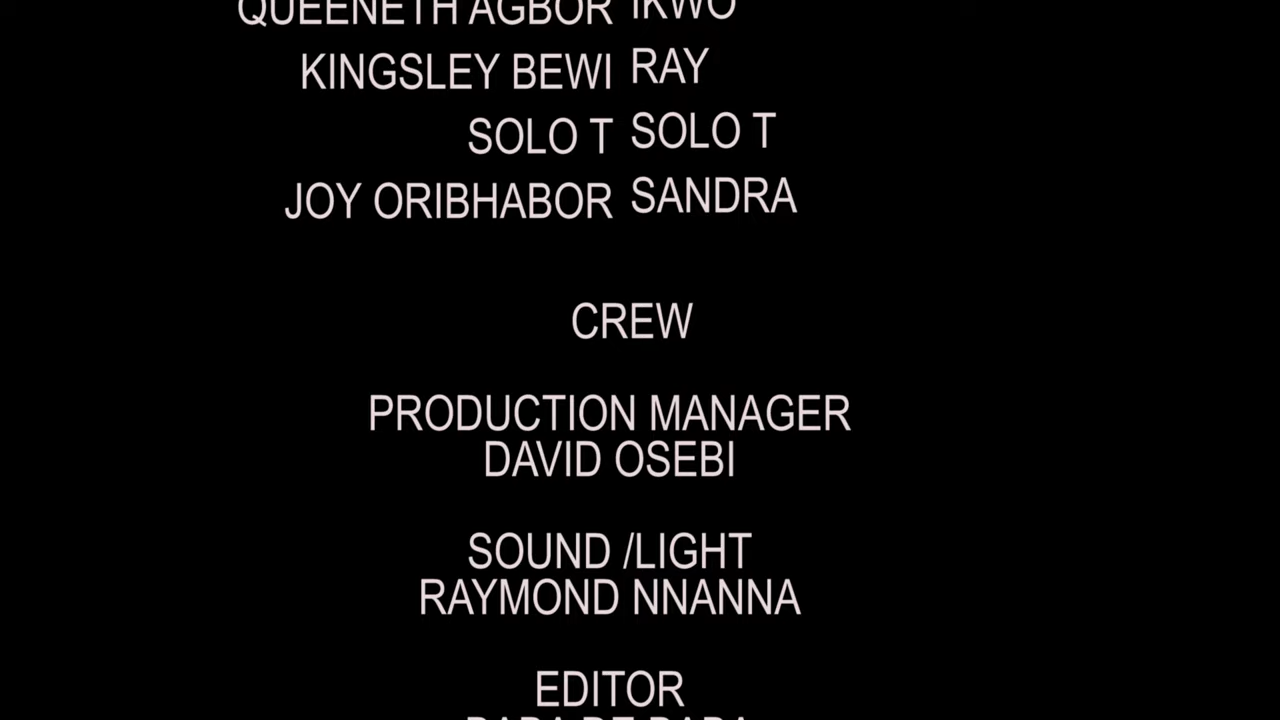 QUEENETH AGBOR IKWO
KINGSLEY BEWI RAY
SOLO T SOLO T
JOY ORIBHABOR SANDRA
CREW
PRODUCTION MANAGER
DAVID OSEBI
SOUND /LIGHT
RAYMOND NNANNA
EDITOR